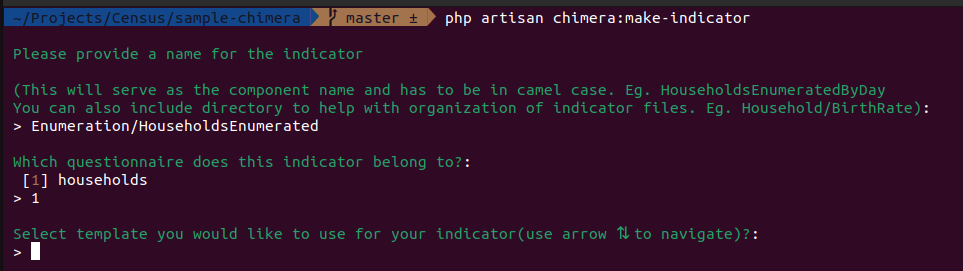 ~/Projects/Census/sample-chimera master ± php artisan chimera:make-indicator
Please provide a name for the indicator
(This will serve as the component name and has to be in camel case. Eg. HouseholdsEnumeratedByDay
You can also include directory to help with organization of indicator files. Eg. Household/BirthRate):
> Enumeration/HouseholdsEnumerated
Which questionnaire does this indicator belong to?:
[1] households
> 1
Select template you would like to use for your indicator(use arrow ⇅ to navigate)?:
>